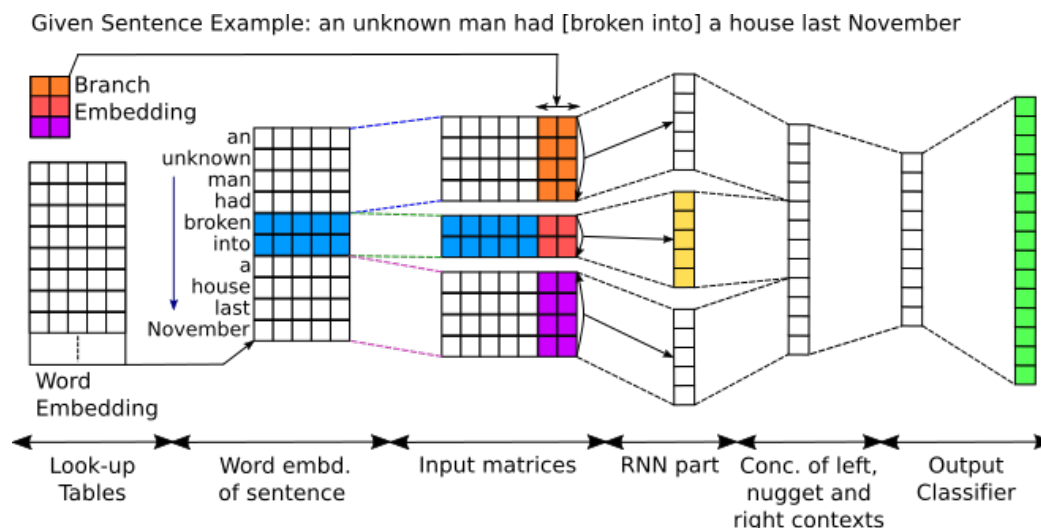 Given Sentence Example: an unknown man had [broken into] a house last November
Branch
Embedding
an
unknown
man
had
broken
into
a
house
last
November
Word
Embedding
Look-up
Tables
Word embd.
of sentence
Input matrices
RNN part
Conc. of left,
nugget and
right contexts
Output
Classifier